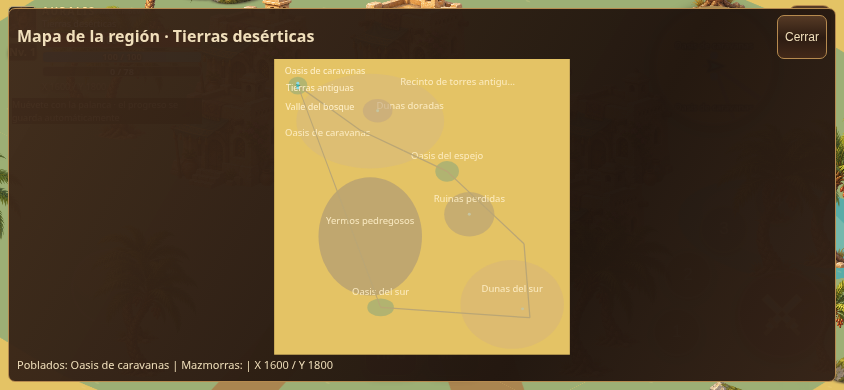 Mapa de la región · Tierras desérticas
Cerrar
Oasis de caravanas
Recinto de torres antigu...
Tierras antiguas
Valle del bosque
Dunas doradas
Oasis de caravanas
Oasis del espejo
Ruinas perdidas
Yermos pedregosos
Oasis del sur
Dunas del sur
Poblados: Oasis de caravanas | Mazmorras: | X 1600 / Y 1800